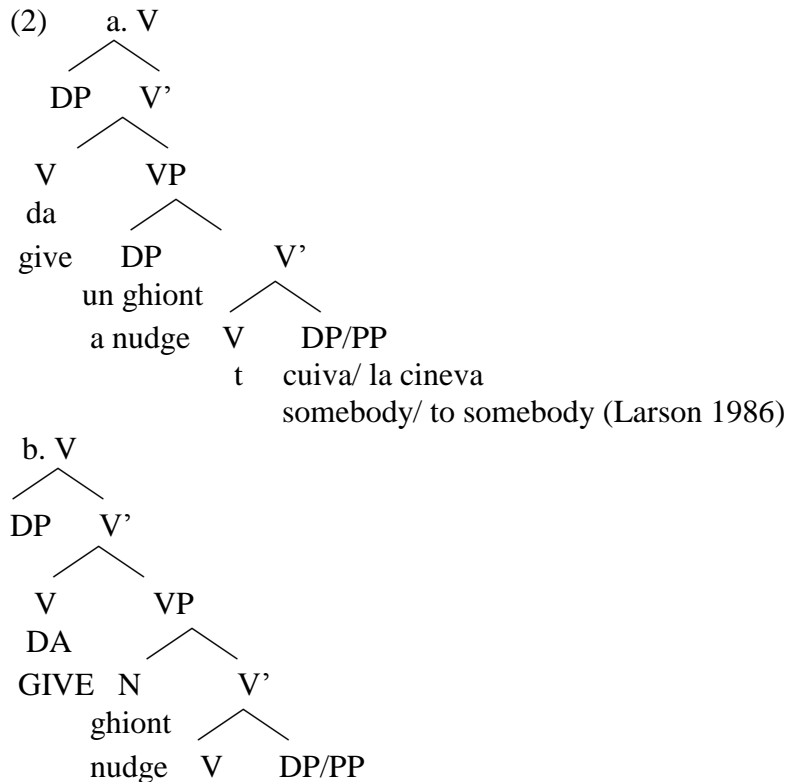 (2) a. V
DP V’
V VP
da
give DP V’
un ghiont
a nudge V DP/PP
t cuiva/ la cineva
somebody/ to somebody (Larson 1986)
b. V
DP V’
V VP
DA
GIVE N V’
ghiont
nudge V DP/PP